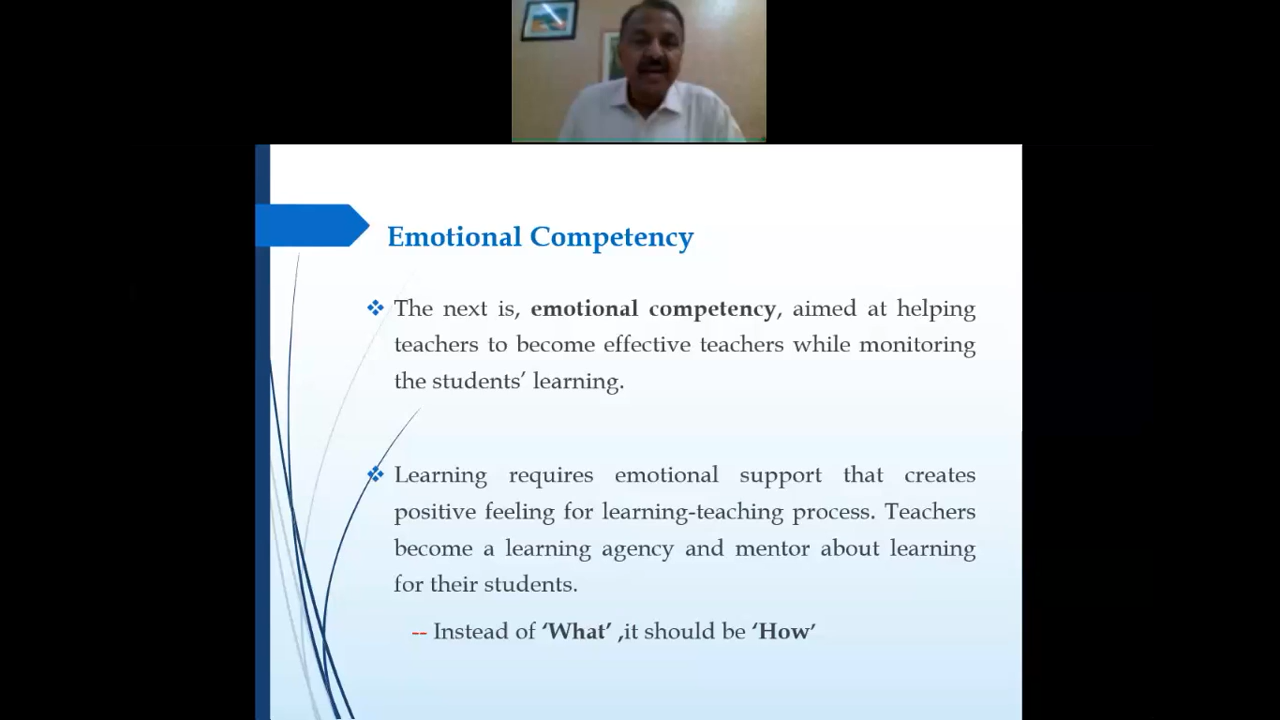 Emotional Competency
The next is, emotional competency, aimed at helping
teachers to become effective teachers while monitoring
the students’ learning.
Learning requires emotional support that creates
positive feeling for learning-teaching process. Teachers
become a learning agency and mentor about learning
for their students.
-- Instead of ‘What’ ,it should be ‘How’